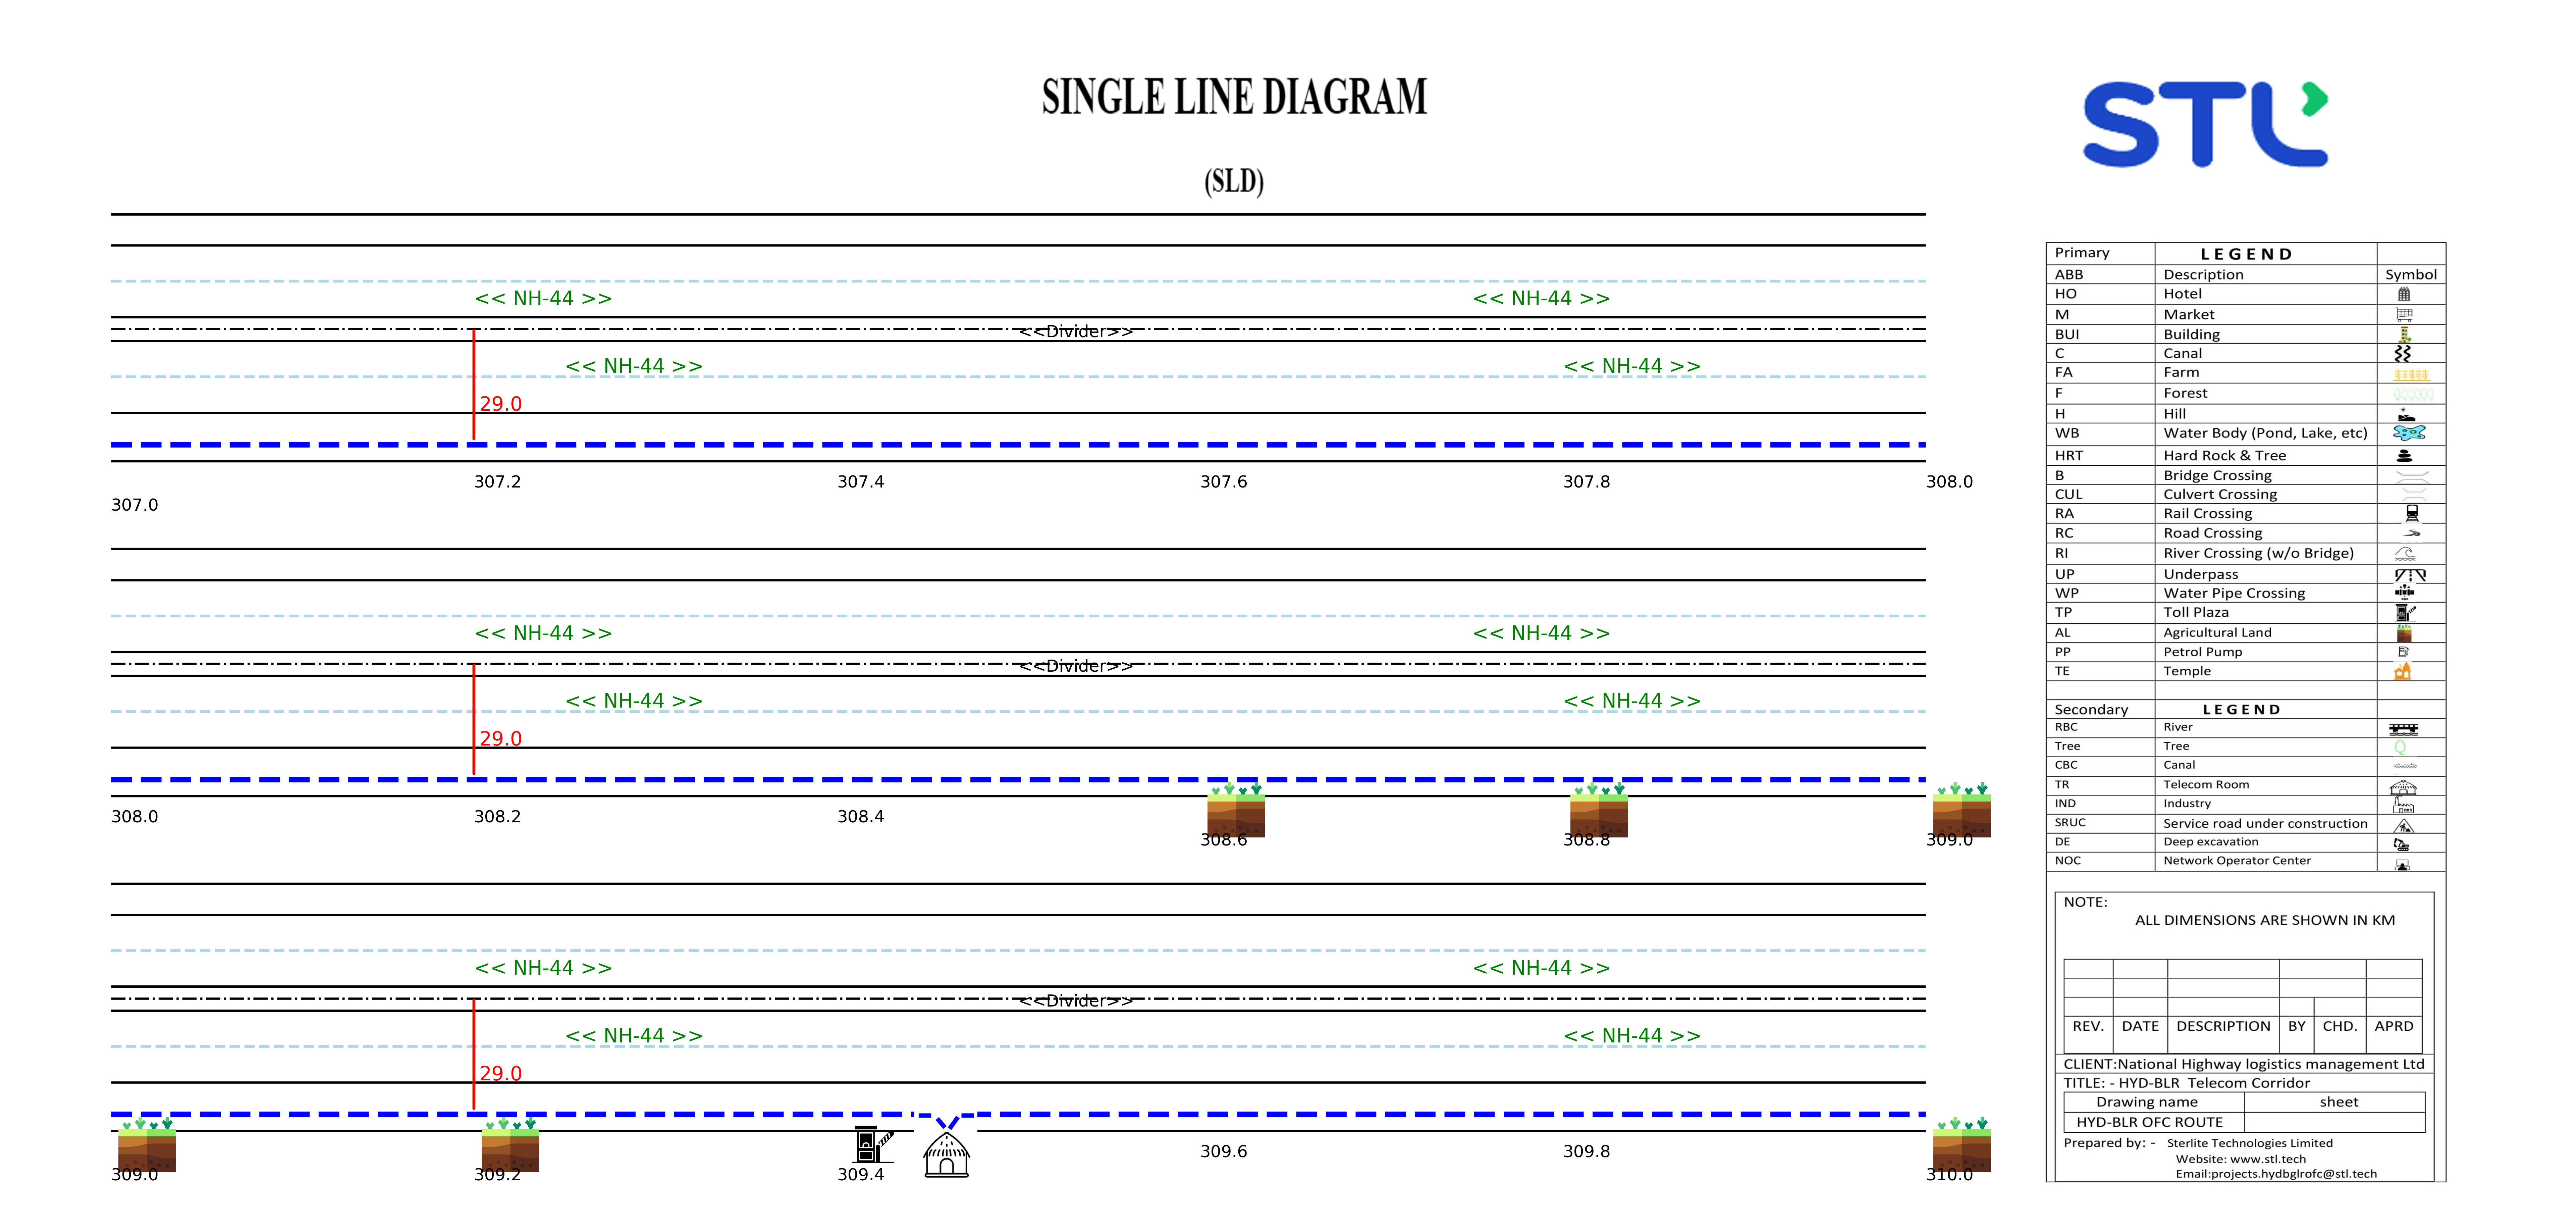 SINGLE LINE DIAGRAM
(SLD)
STL
<< NH-44 >> << NH-44 >>
<<Divider>>
<< NH-44 >> << NH-44 >>
29.0
307.0 307.2 307.4 307.6 307.8 308.0
<< NH-44 >> << NH-44 >>
<<Divider>>
<< NH-44 >> << NH-44 >>
29.0
308.0 308.2 308.4 308.6 308.8 309.0
<< NH-44 >> << NH-44 >>
<<Divider>>
<< NH-44 >> << NH-44 >>
29.0
309.0 309.2 309.4 309.6 309.8 310.0
Primary LEGEND
ABB Description Symbol
HO Hotel
M Market
BUI Building
C Canal
FA Farm
F Forest
H Hill
WB Water Body (Pond, Lake, etc)
HRT Hard Rock & Tree
B Bridge Crossing
CUL Culvert Crossing
RA Rail Crossing
RC Road Crossing
RI River Crossing (w/o Bridge)
UP Underpass
WP Water Pipe Crossing
TP Toll Plaza
AL Agricultural Land
PP Petrol Pump
TE Temple
Secondary LEGEND
RBC River
Tree Tree
CBC Canal
TR Telecom Room
IND Industry
SRUC Service road under construction
DE Deep excavation
NOC Network Operator Center
NOTE:
ALL DIMENSIONS ARE SHOWN IN KM
REV. DATE DESCRIPTION BY CHD. APRD
CLIENT:National Highway logistics management Ltd
TITLE: - HYD-BLR Telecom Corridor
Drawing name sheet
HYD-BLR OFC ROUTE
Prepared by: - Sterlite Technologies Limited
Website: www.stl.tech
Email:projects.hydbglrofc@stl.tech